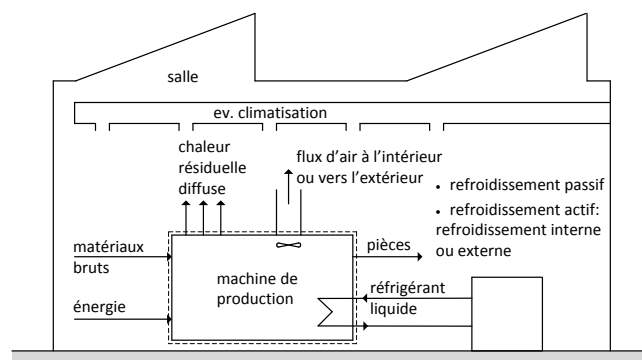 salle
ev. climatisation
chaleur
résiduelle
diffuse
flux d'air à l'intérieur
ou vers l'extérieur
• refroidissement passif
• refroidissement actif:
refroidissement interne
ou externe
matériaux
bruts
énergie
machine de
production
pièces
réfrigérant
liquide